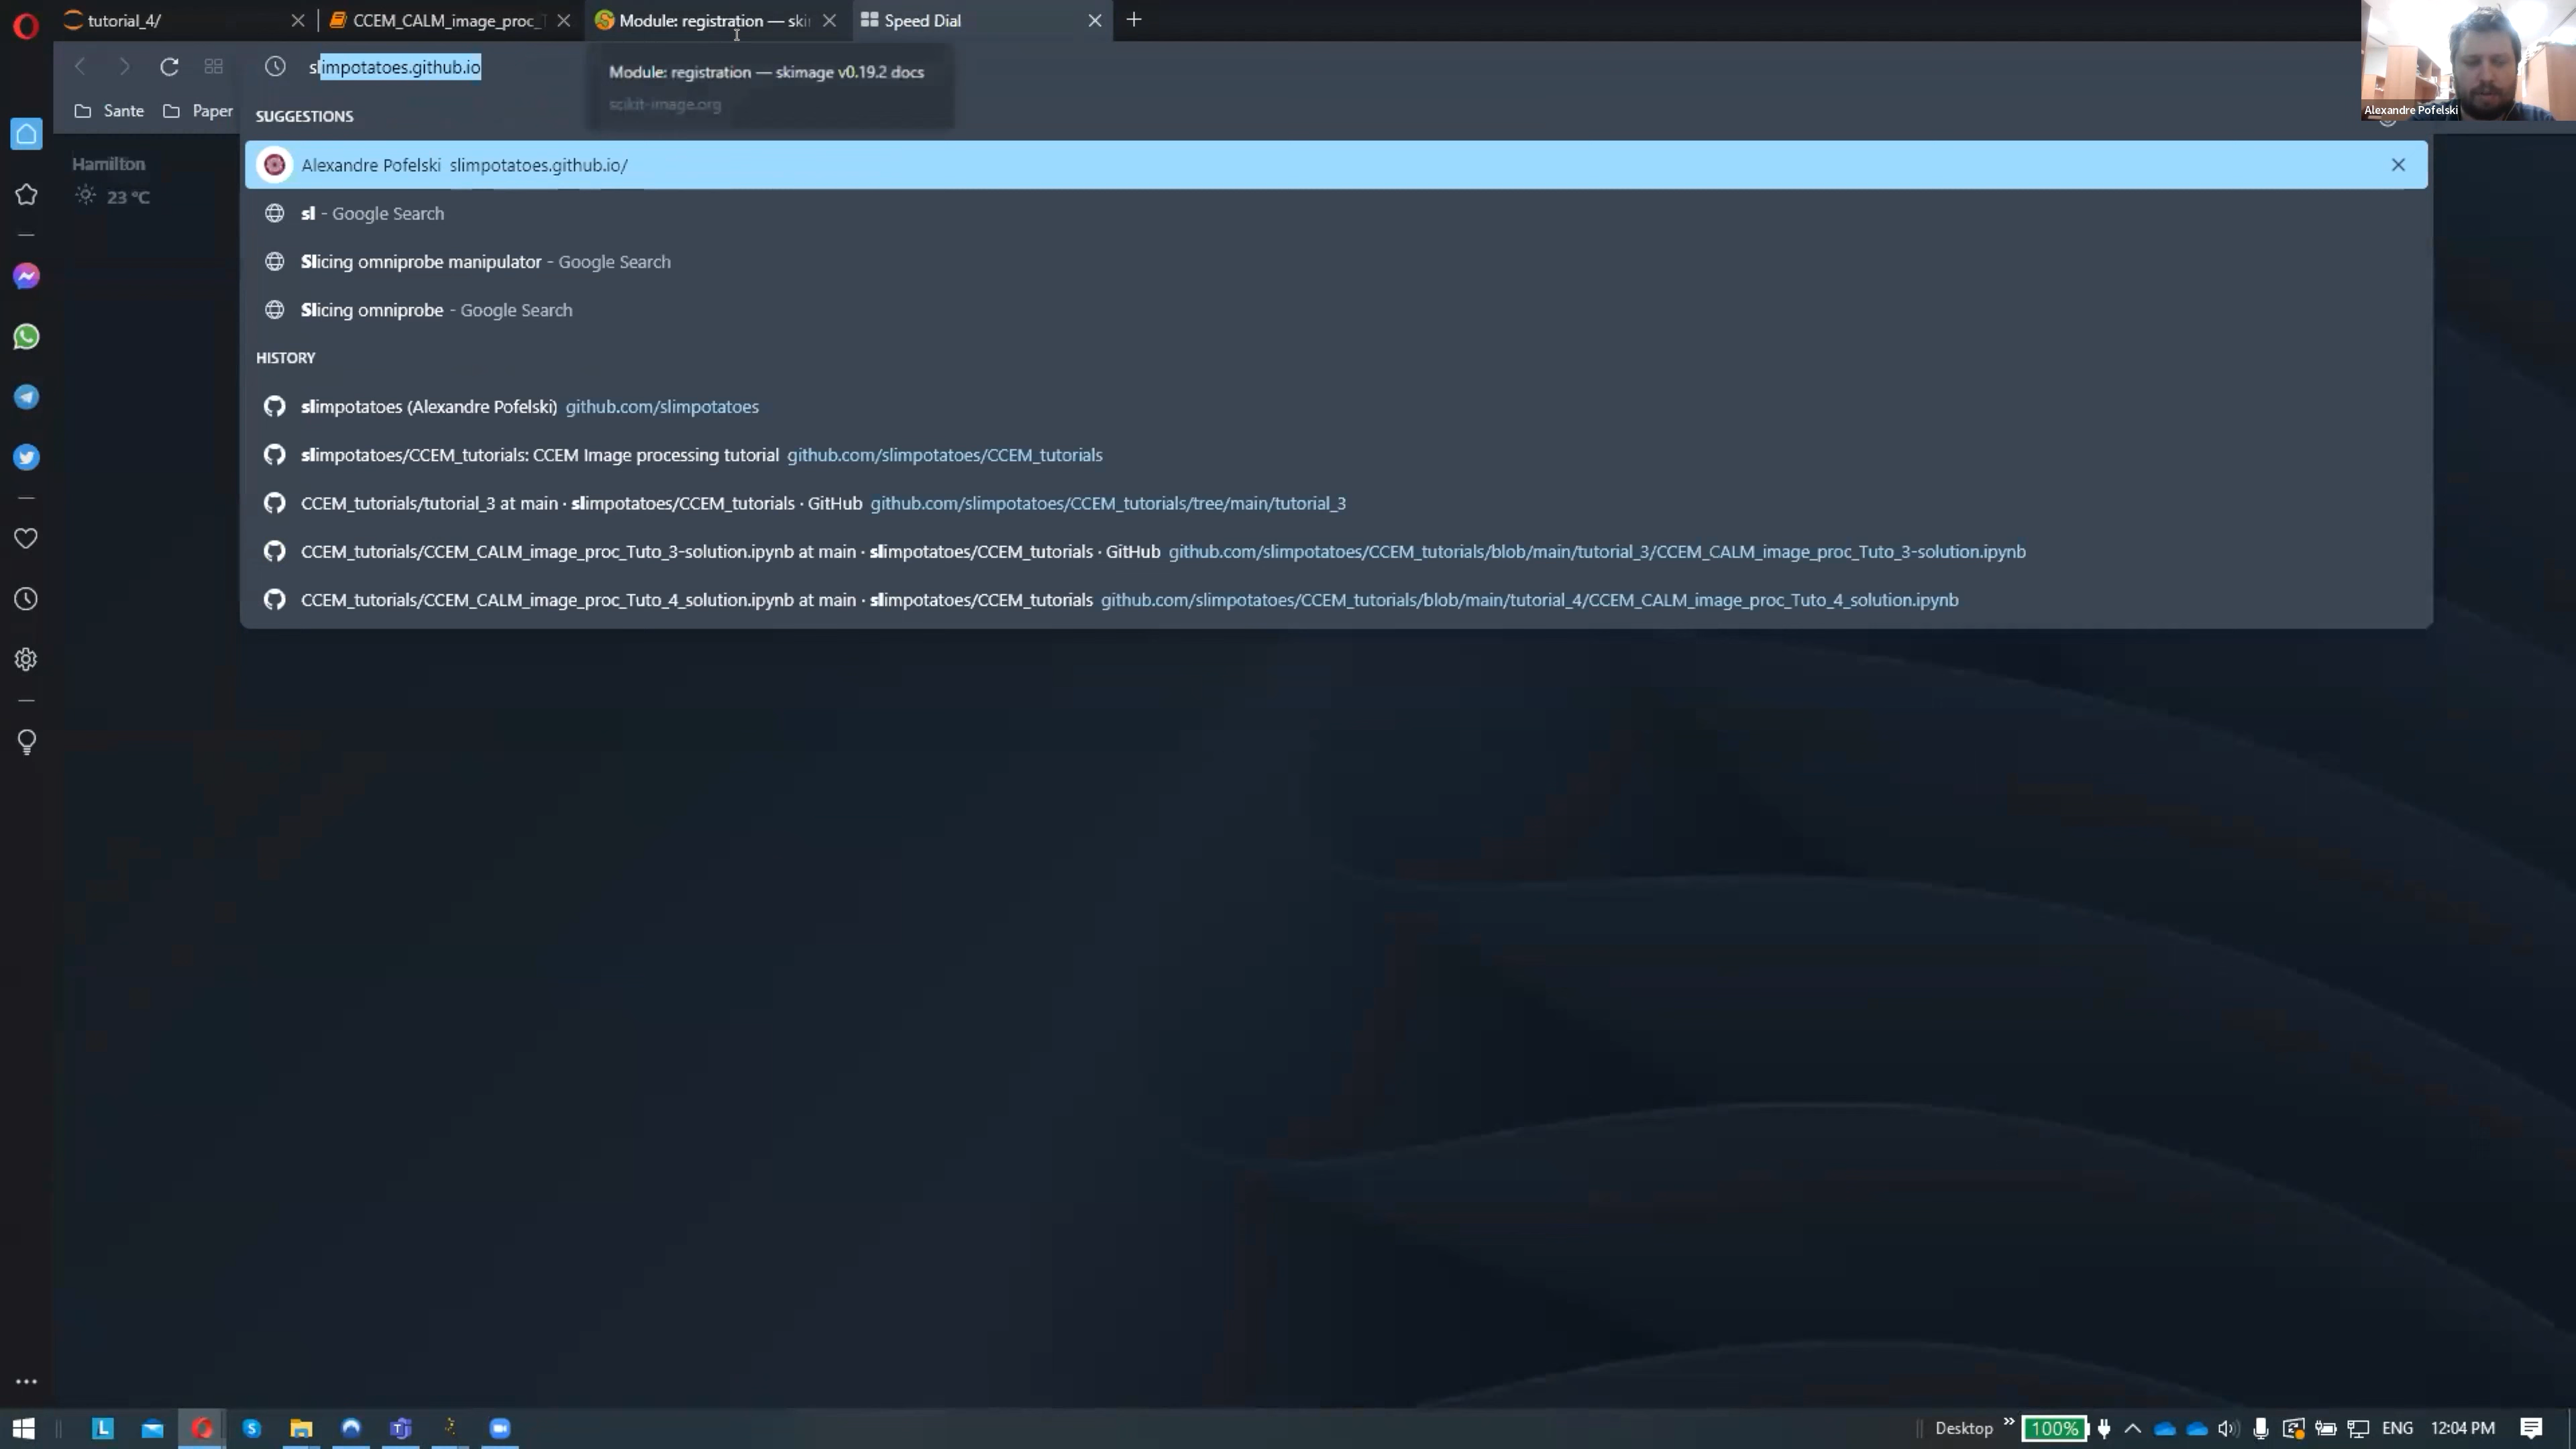 tutorial_4/
CCEM_CALM_image_proc_
Module: registration — ski
Speed Dial
slimpotatoes.github.io
Module: registration — skimage v0.19.2 docs
scikit-image.org
Alexandre Pofelski
Sante
Paper
SUGGESTIONS
Hamilton
23 °C
Alexandre Pofelski slimpotatoes.github.io/
sl - Google Search
Slicing omniprobe manipulator - Google Search
Slicing omniprobe - Google Search
HISTORY
slimpotatoes (Alexandre Pofelski) github.com/slimpotatoes
slimpotatoes/CCEM_tutorials: CCEM Image processing tutorial github.com/slimpotatoes/CCEM_tutorials
CCEM_tutorials/tutorial_3 at main · slimpotatoes/CCEM_tutorials · GitHub github.com/slimpotatoes/CCEM_tutorials/tree/main/tutorial_3
CCEM_tutorials/CCEM_CALM_image_proc_Tuto_3-solution.ipynb at main · slimpotatoes/CCEM_tutorials · GitHub github.com/slimpotatoes/CCEM_tutorials/blob/main/tutorial_3/CCEM_CALM_image_proc_Tuto_3-solution.ipynb
CCEM_tutorials/CCEM_CALM_image_proc_Tuto_4_solution.ipynb at main · slimpotatoes/CCEM_tutorials github.com/slimpotatoes/CCEM_tutorials/blob/main/tutorial_4/CCEM_CALM_image_proc_Tuto_4_solution.ipynb
L
S
Desktop
100%
ENG
12:04 PM